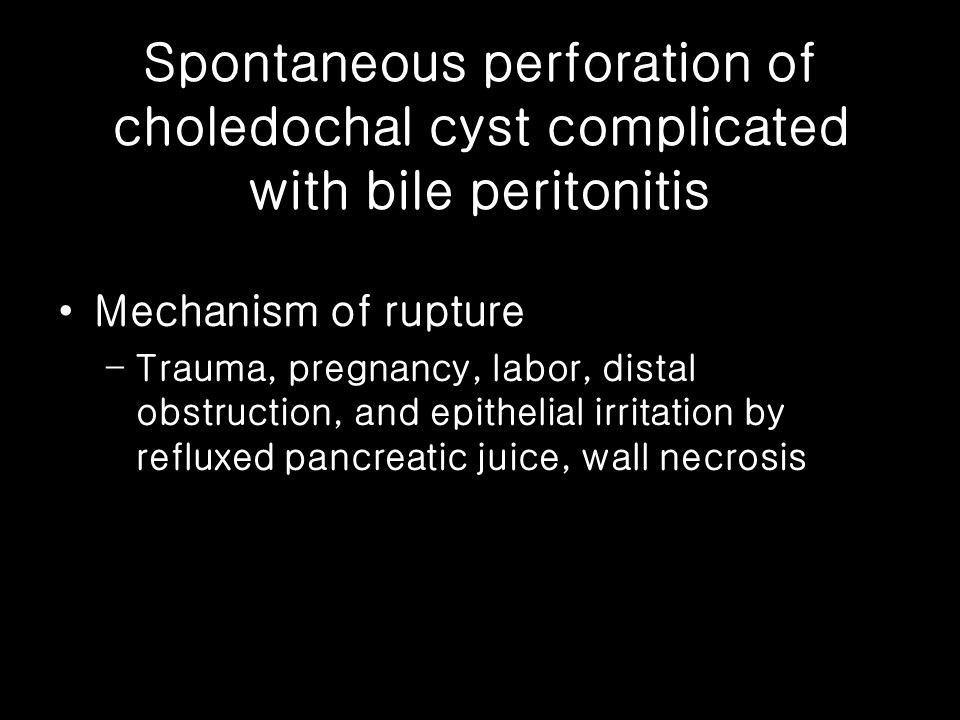 Spontaneous perforation of
choledochal cyst complicated
with bile peritonitis
• Mechanism of rupture
– Trauma, pregnancy, labor, distal
obstruction, and epithelial irritation by
refluxed pancreatic juice, wall necrosis